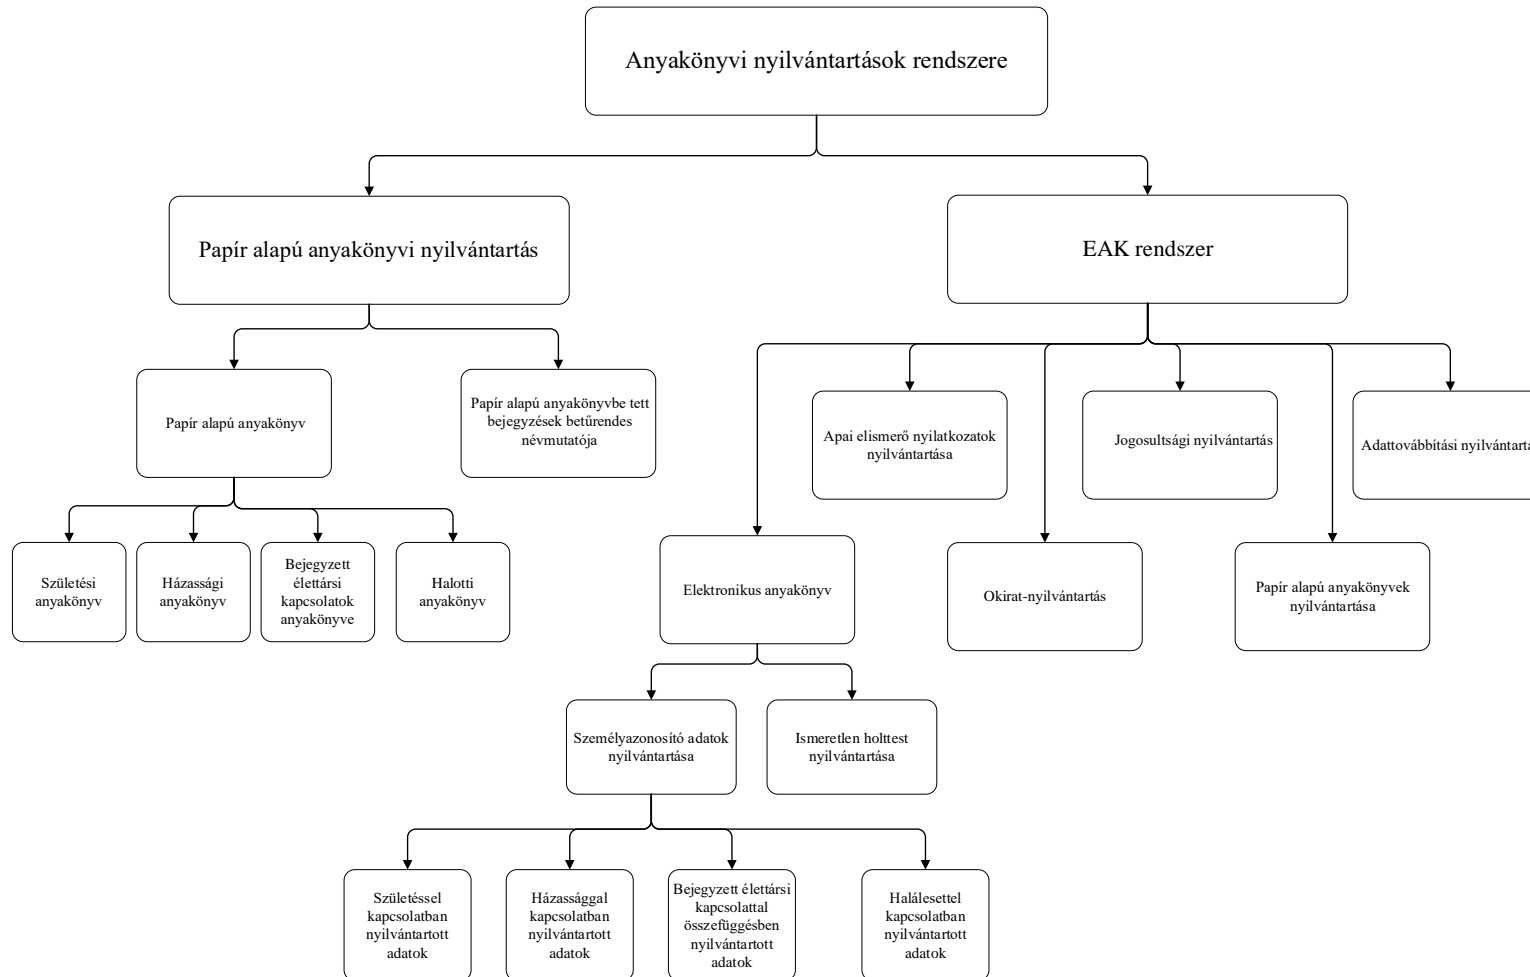 Anyakönyvi nyilvántartások rendszere
Papír alapú anyakönyvi nyilvántartás
EAK rendszer
Papír alapú anyakönyv
Papír alapú anyakönyvbe tett
bejegyzések betűrendes
névmutatója
Apai elismerő nyilatkozatok
nyilvántartása
Jogosultsági nyilvántartás
Adattovábbítási nyilvántartá
Születési
anyakönyv
Házassági
anyakönyv
Bejegyzett
élettársi
kapcsolatok
anyakönyve
Halotti
anyakönyv
Elektronikus anyakönyv
Okirat-nyilvántartás
Papír alapú anyakönyvek
nyilvántartása
Személyazonosító adatok
nyilvántartása
Ismeretlen holttest
nyilvántartása
Születéssel
kapcsolatban
nyilvántartott
adatok
Házassággal
kapcsolatban
nyilvántartott
adatok
Bejegyzett élettársi
kapcsolattal
összefüggésben
nyilvántartott
adatok
Halálesettel
kapcsolatban
nyilvántartott
adatok